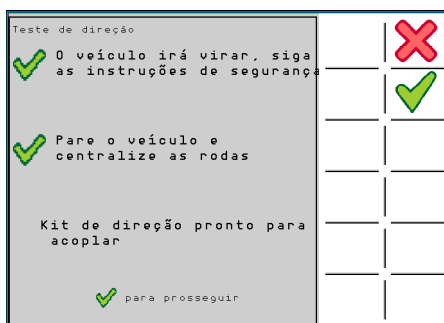 Teste de direção
O veículo irá virar, siga
as instruções de segurança
Pare o veículo e
centralize as rodas
Kit de direção pronto para
acoplar
para prosseguir